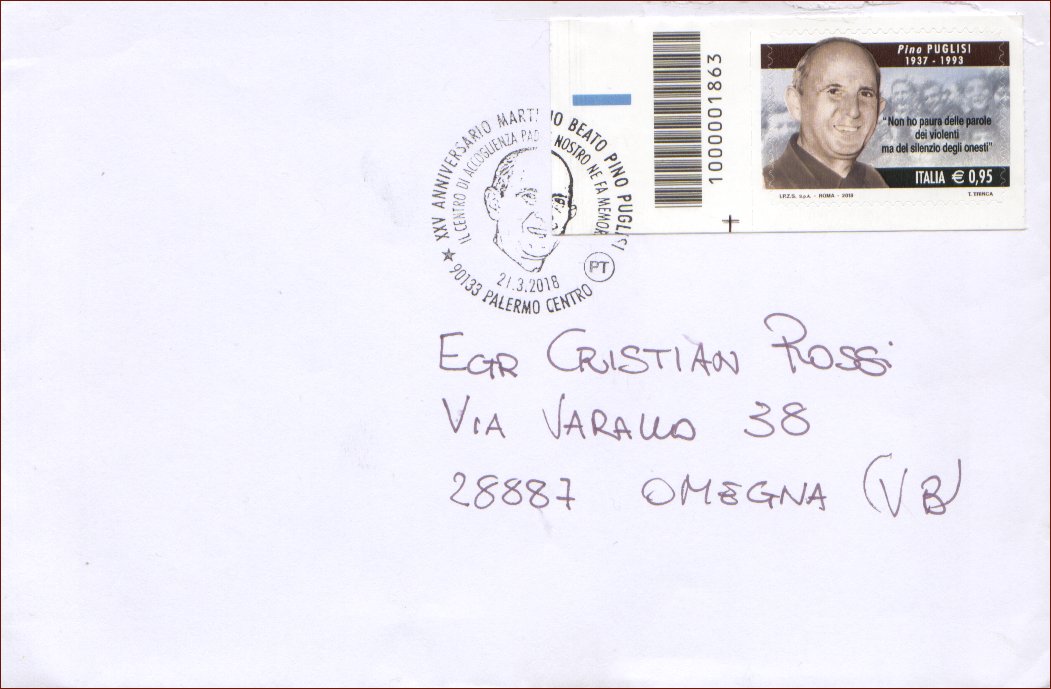 Pino PUGLISI
1937 - 1993
"Non ho paura delle parole
dei violenti
ma del silenzio degli onesti"
ITALIA € 0,95
I.P.Z.S. S.p.A. - ROMA - 2013
T. TRINCA
1000001863
XXV ANNIVERSARIO MARTIRIO BEATO PINO PUGLISI
IL CENTRO DI ACCOGLIENZA PADRE NOSTRO NE FA MEMORIA
21.3.2018
PT
90133 PALERMO CENTRO
EGR CRISTIAN ROSSI
VIA VARALLO 38
28887 OMEGNA (VB)